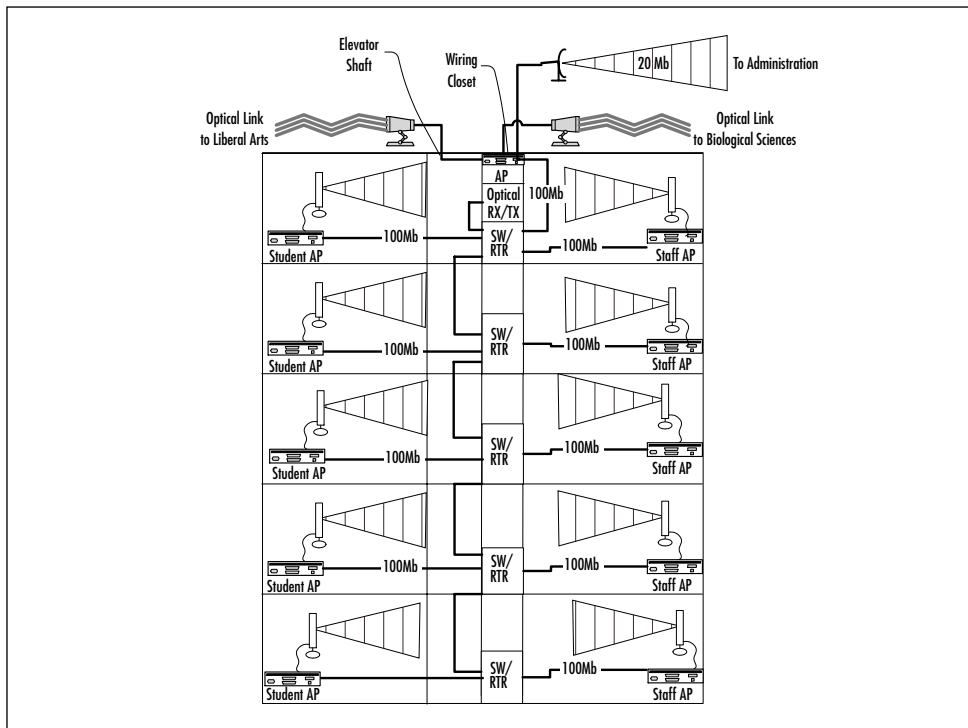 Elevator
Shaft
Wiring
Closet
20 Mb
To Administration
Optical Link
to Liberal Arts
Optical Link
to Biological Sciences
AP
Optical
RX/TX
100Mb
SW/
RTR
100Mb
100Mb
Student AP
Staff AP
SW/
RTR
100Mb
100Mb
Student AP
Staff AP
SW/
RTR
100Mb
100Mb
Student AP
Staff AP
SW/
RTR
100Mb
100Mb
Student AP
Staff AP
SW/
RTR
100Mb
Student AP
Staff AP